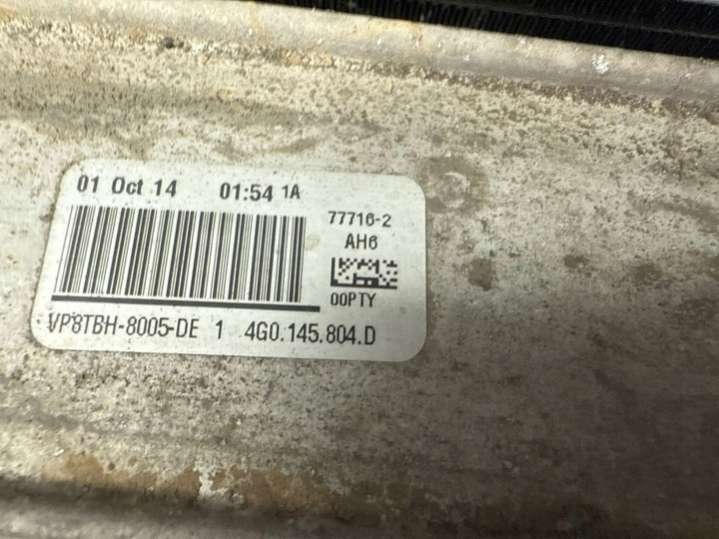 01 Oct 14 01:54 1A
77716-2
AH6
00PTY
VP8TBH-8005-DE 1 4G0.145.804.D